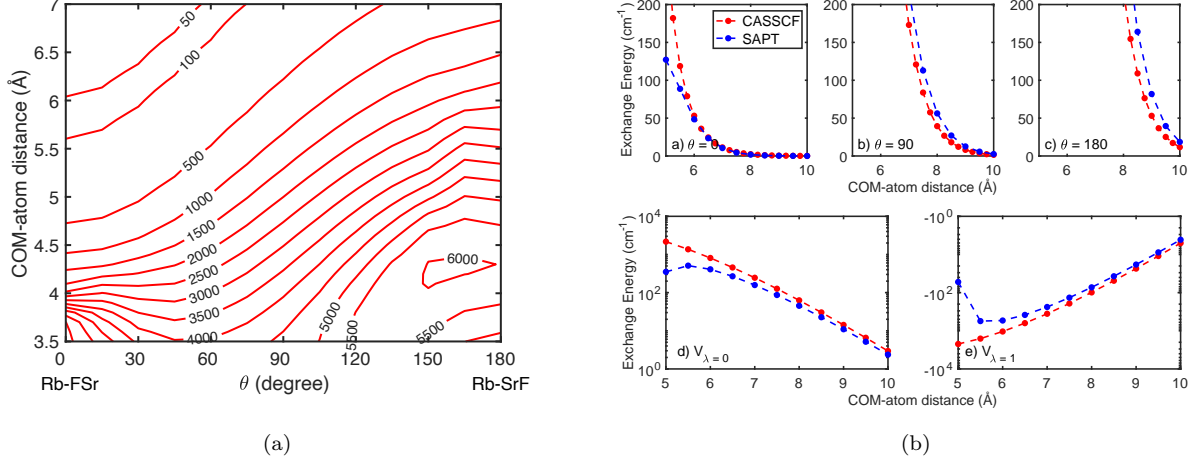 7
6.5
6
5.5
5
4.5
4
3.5
COM-atom distance (Å)
50
100
500
1000
1500
2000
2500
3000
3500
4000
5000
5500
6000
5500
0 30 60 90 120 150 180
Rb-FSr θ (degree) Rb-SrF
(a)
200
150
100
50
0
Exchange Energy (cm⁻¹)
CASSCF
SAPT
a) θ = 0
6 8 10
200
150
100
50
0
b) θ = 90
6 8 10
COM-atom distance (Å)
200
150
100
50
0
c) θ = 180
6 8 10
10⁴
10²
10⁰
Exchange Energy (cm⁻¹)
d) V_λ = 0
5 6 7 8 9 10
-10⁰
-10²
-10⁴
e) V_λ = 1
5 6 7 8 9 10
COM-atom distance (Å)
(b)